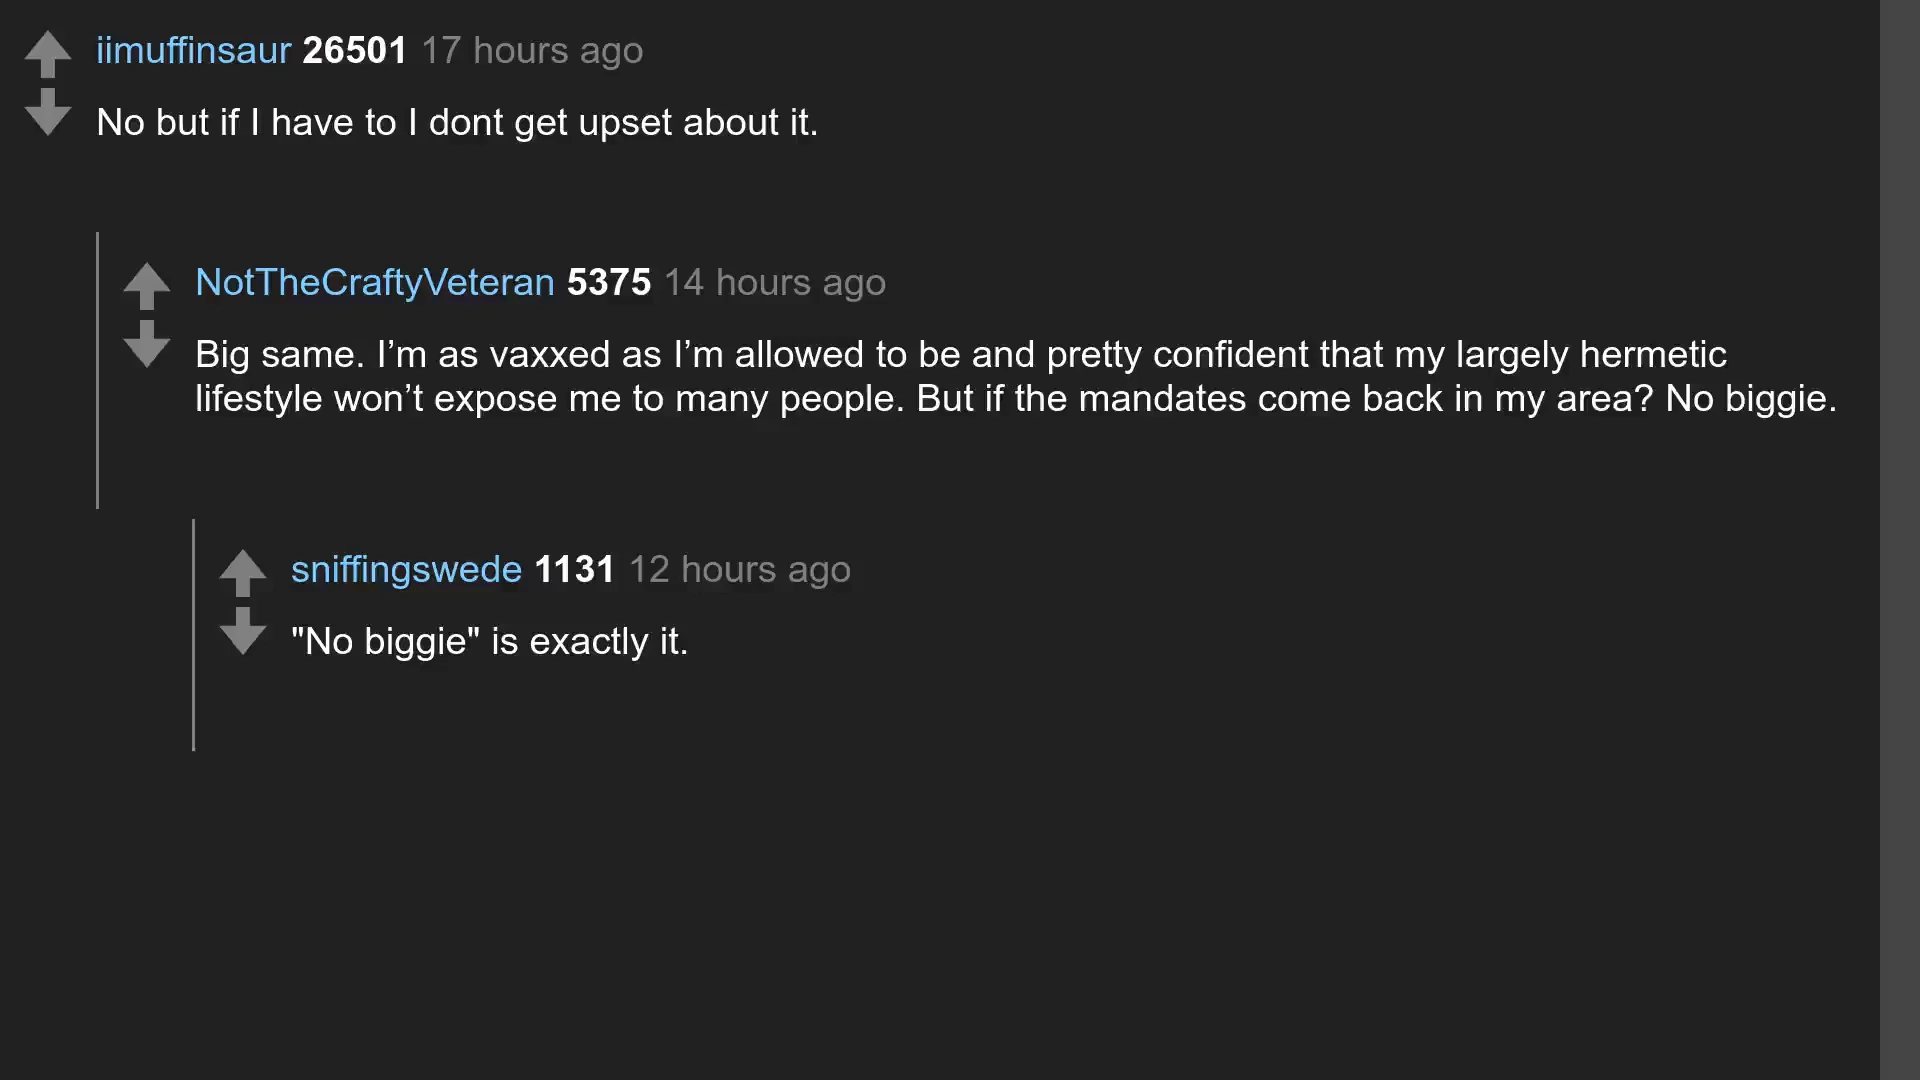 iimuffinsaur 26501 17 hours ago
No but if I have to I dont get upset about it.
NotTheCraftyVeteran 5375 14 hours ago
Big same. I’m as vaxxed as I’m allowed to be and pretty confident that my largely hermetic
lifestyle won’t expose me to many people. But if the mandates come back in my area? No biggie.
sniffingswede 1131 12 hours ago
"No biggie" is exactly it.